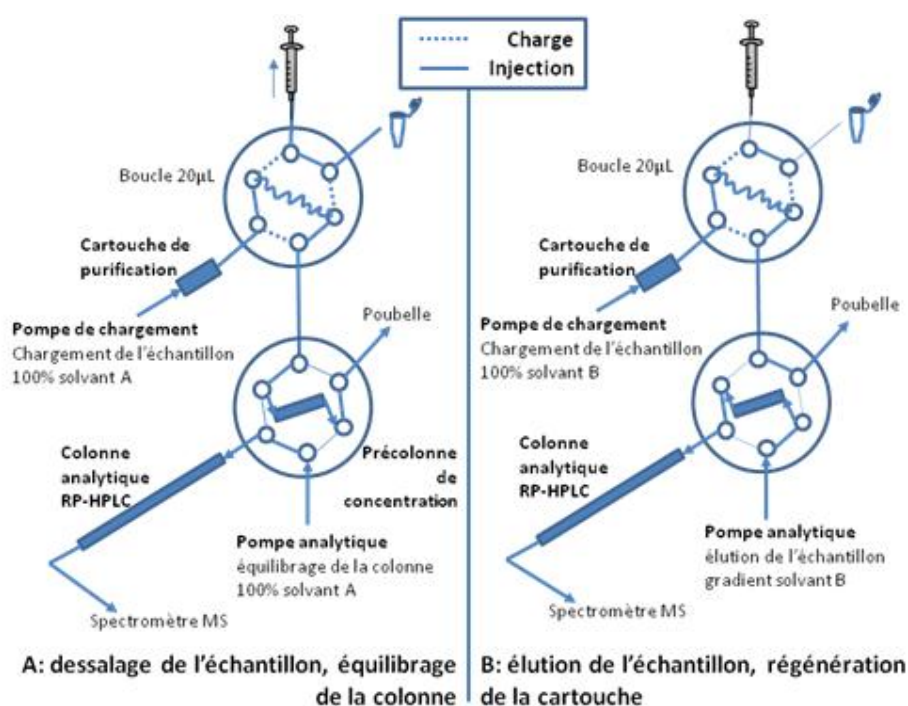 Charge
Injection
Boucle 20µL
Cartouche de
purification
Pompe de chargement
Chargement de l'échantillon
100% solvant A
Poubelle
Colonne
analytique
RP-HPLC
Précolonne
de
concentration
Pompe analytique
équilibrage de la colonne
100% solvant A
Spectromètre MS
A: dessalage de l'échantillon, équilibrage
de la colonne
Boucle 20µL
Cartouche de
purification
Pompe de chargement
Chargement de l'échantillon
100% solvant B
Poubelle
Colonne
analytique
RP-HPLC
Pompe analytique
élution de l'échantillon
gradient solvant B
Spectromètre MS
B: élution de l'échantillon, régénération
de la cartouche